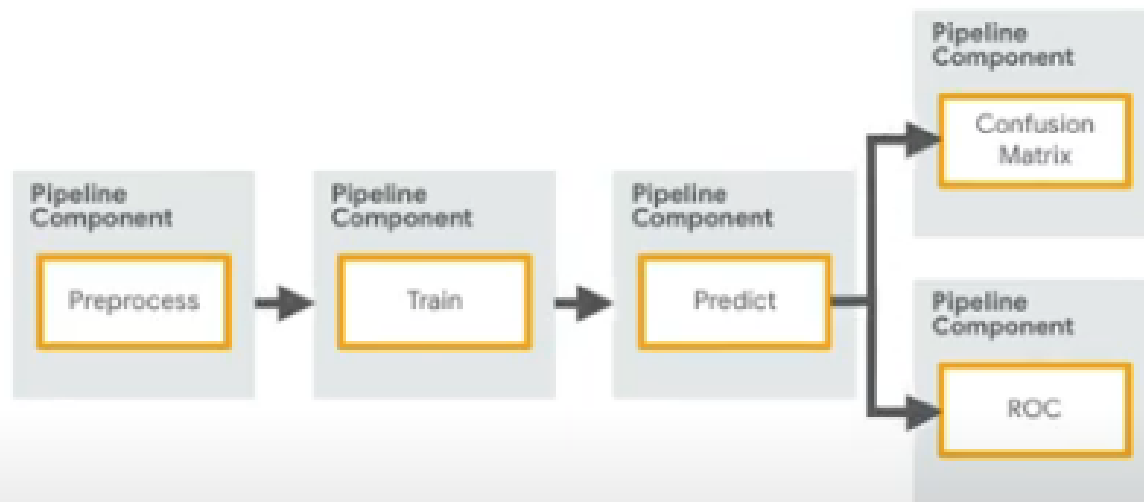 Pipeline
Component
Preprocess
Pipeline
Component
Train
Pipeline
Component
Predict
Pipeline
Component
Confusion
Matrix
Pipeline
Component
ROC